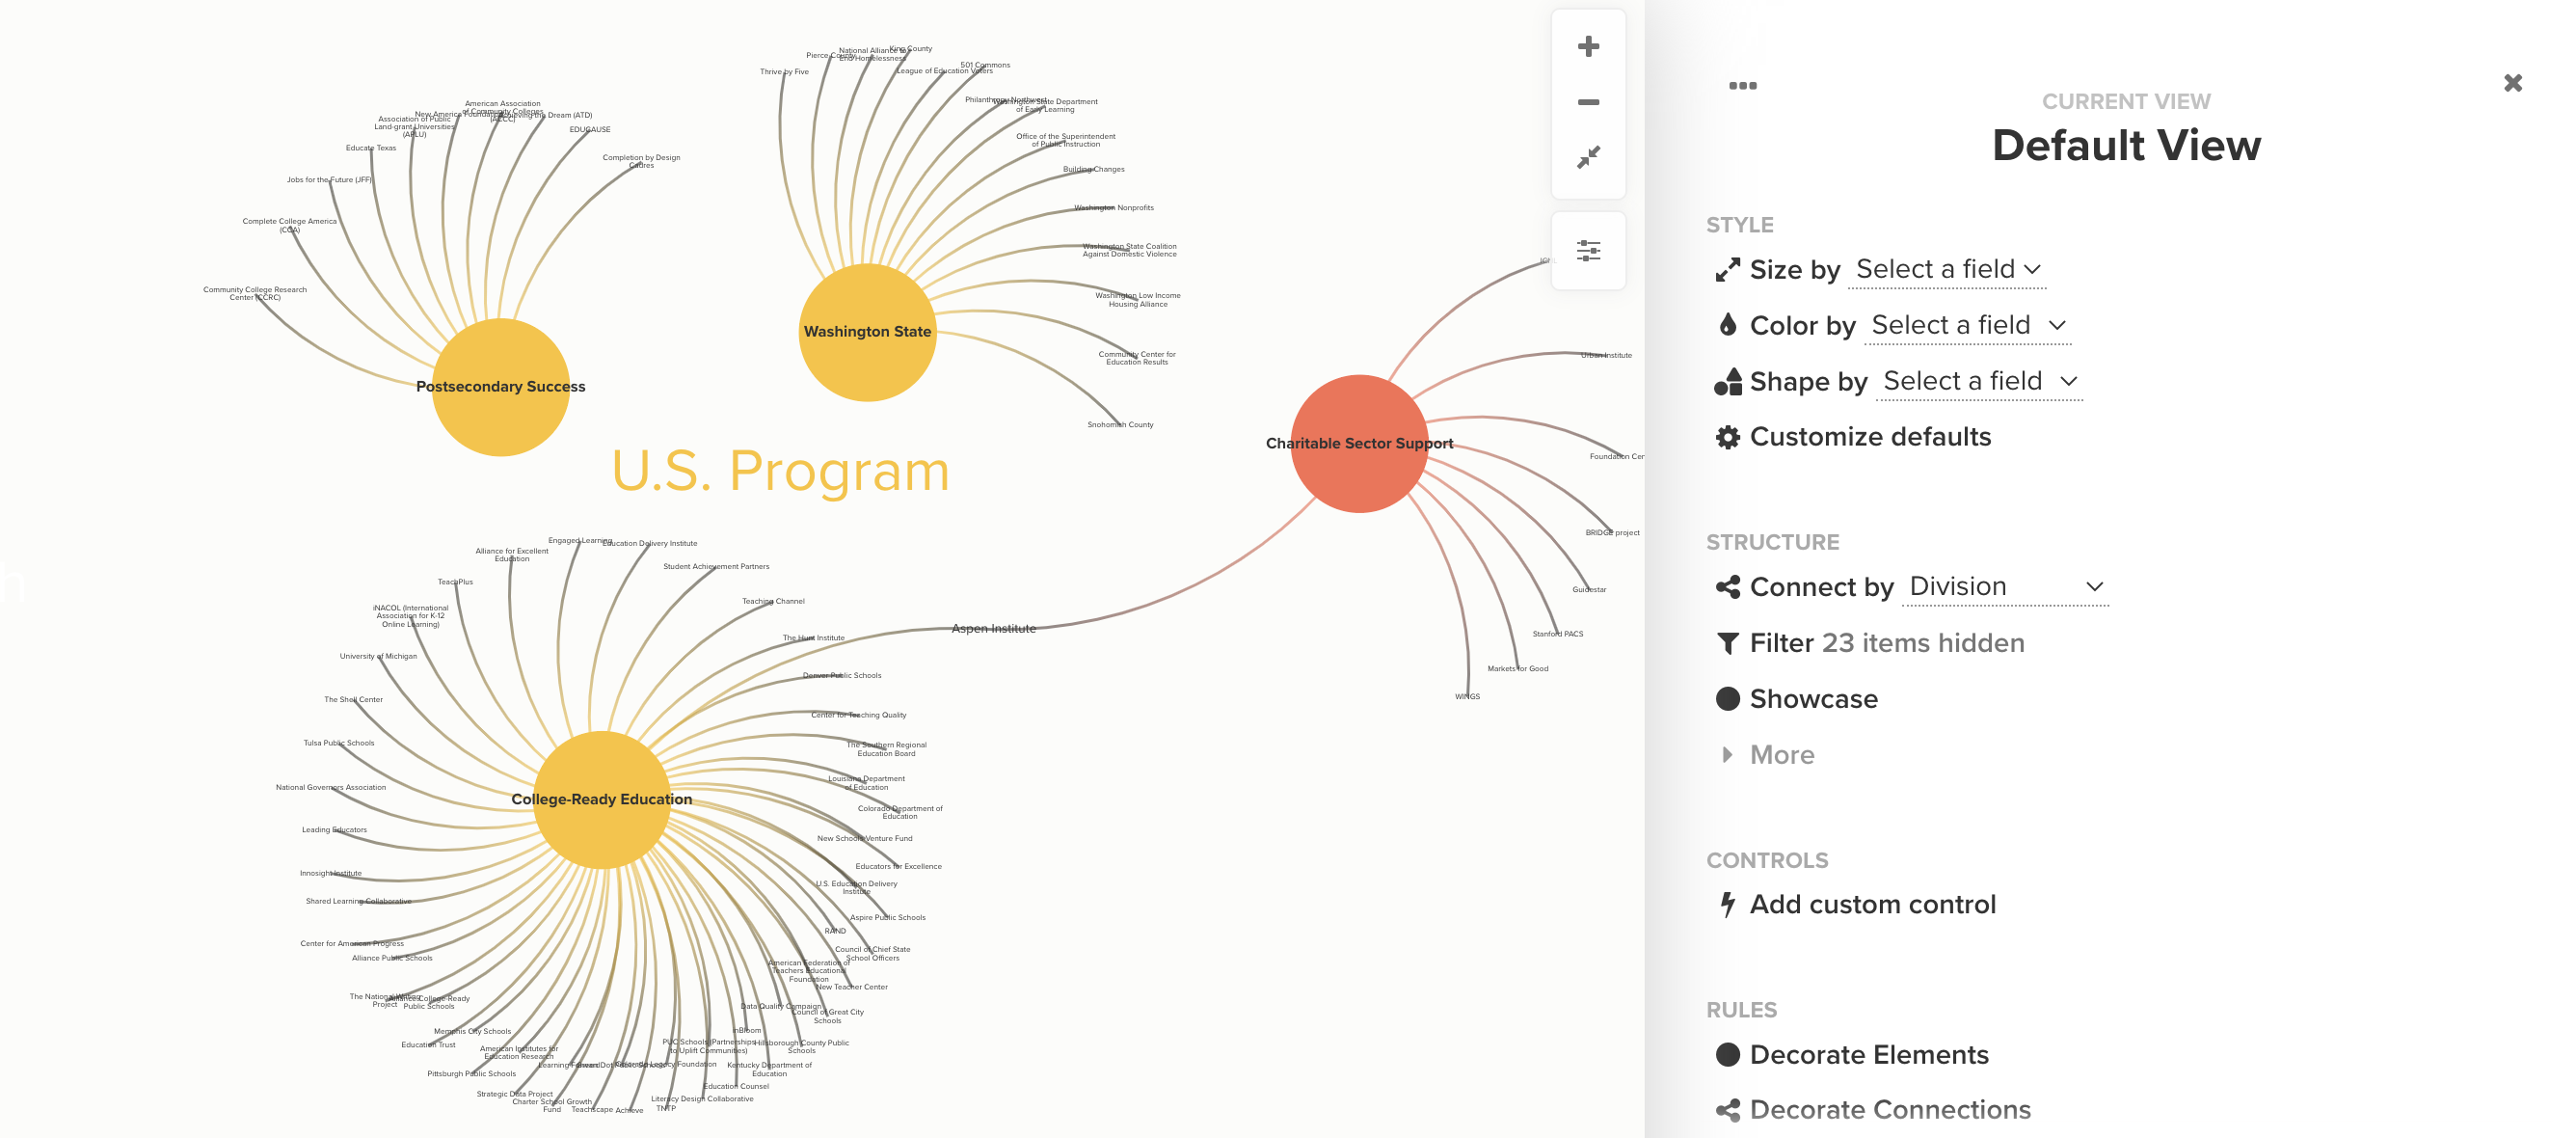 Thrive by Five
Pierce County
National Alliance to
End Homelessness
King County
League of Education Voters
501 Commons
Philanthropy Northwest
Washington State Department
of Early Learning
Office of the Superintendent
of Public Instruction
Building Changes
Washington Nonprofits
Washington State Coalition
Against Domestic Violence
Washington Low Income
Housing Alliance
Community Center for
Education Results
Snohomish County
Washington State
American Association
of Community Colleges
(ACCC)
New America Foundation
Achieving the Dream (ATD)
Association of Public
Land-grant Universities
(APLU)
EDUCAUSE
Educate Texas
Completion by Design
Cadres
Jobs for the Future (JFF)
Complete College America
(CCA)
Community College Research
Center (CCRC)
Postsecondary Success
U.S. Program
Urban Institute
Charitable Sector Support
Foundation Cen
BRIDGE project
Guidestar
Stanford PACS
Markets for Good
WINGS
Aspen Institute
Engaged Learning
Education Delivery Institute
Alliance for Excellent
Education
Student Achievement Partners
TeachPlus
Teaching Channel
iNACOL (International
Association for K-12
Online Learning)
The Hunt Institute
University of Michigan
Denver Public Schools
The Shell Center
Center for Teaching Quality
Tulsa Public Schools
The Southern Regional
Education Board
National Governors Association
Louisiana Department
of Education
College-Ready Education
Colorado Department of
Education
Leading Educators
New Schools Venture Fund
Educators for Excellence
Innosight Institute
U.S. Education Delivery
Institute
Shared Learning Collaborative
Aspire Public Schools
RAND
Center for American Progress
Council of Chief State
School Officers
Alliance Public Schools
American Federation of
Teachers Educational
Foundation
New Teacher Center
The National Writing
Project
Alliance College-Ready
Public Schools
Data Quality Campaign
Council of Great City
Schools
Memphis City Schools
inBloom
Education Trust
PUC Schools (Partnerships
to Uplift Communities)
Hillsborough County Public
Schools
American Institutes for
Education Research
Learning Forward
Colorado Legacy Foundation
Kentucky Department of
Education
Pittsburgh Public Schools
Education Counsel
Strategic Data Project
Literacy Design Collaborative
Charter School Growth
Fund
Teachscape
Achieve
TNTP
CURRENT VIEW
Default View
STYLE
Size by Select a field
Color by Select a field
Shape by Select a field
Customize defaults
STRUCTURE
Connect by Division
Filter 23 items hidden
Showcase
More
CONTROLS
Add custom control
RULES
Decorate Elements
Decorate Connections